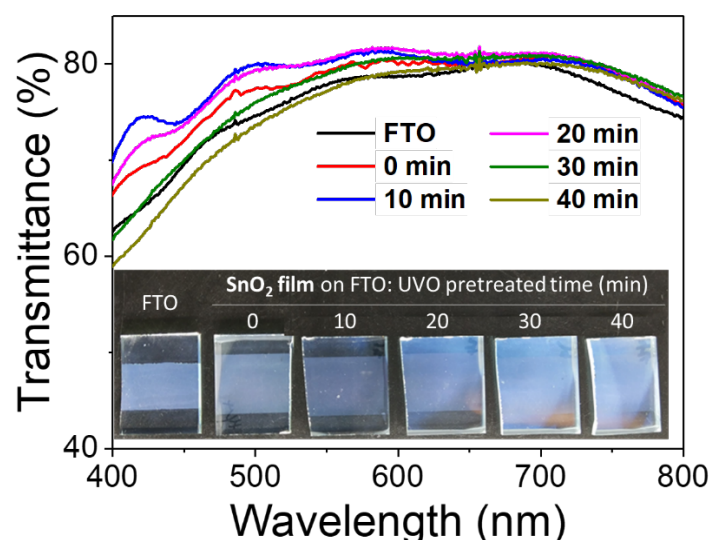 Transmittance (%)
80
60
40
FTO
0 min
10 min
20 min
30 min
40 min
SnO₂ film on FTO: UVO pretreated time (min)
FTO
0
10
20
30
40
400
500
600
700
800
Wavelength (nm)